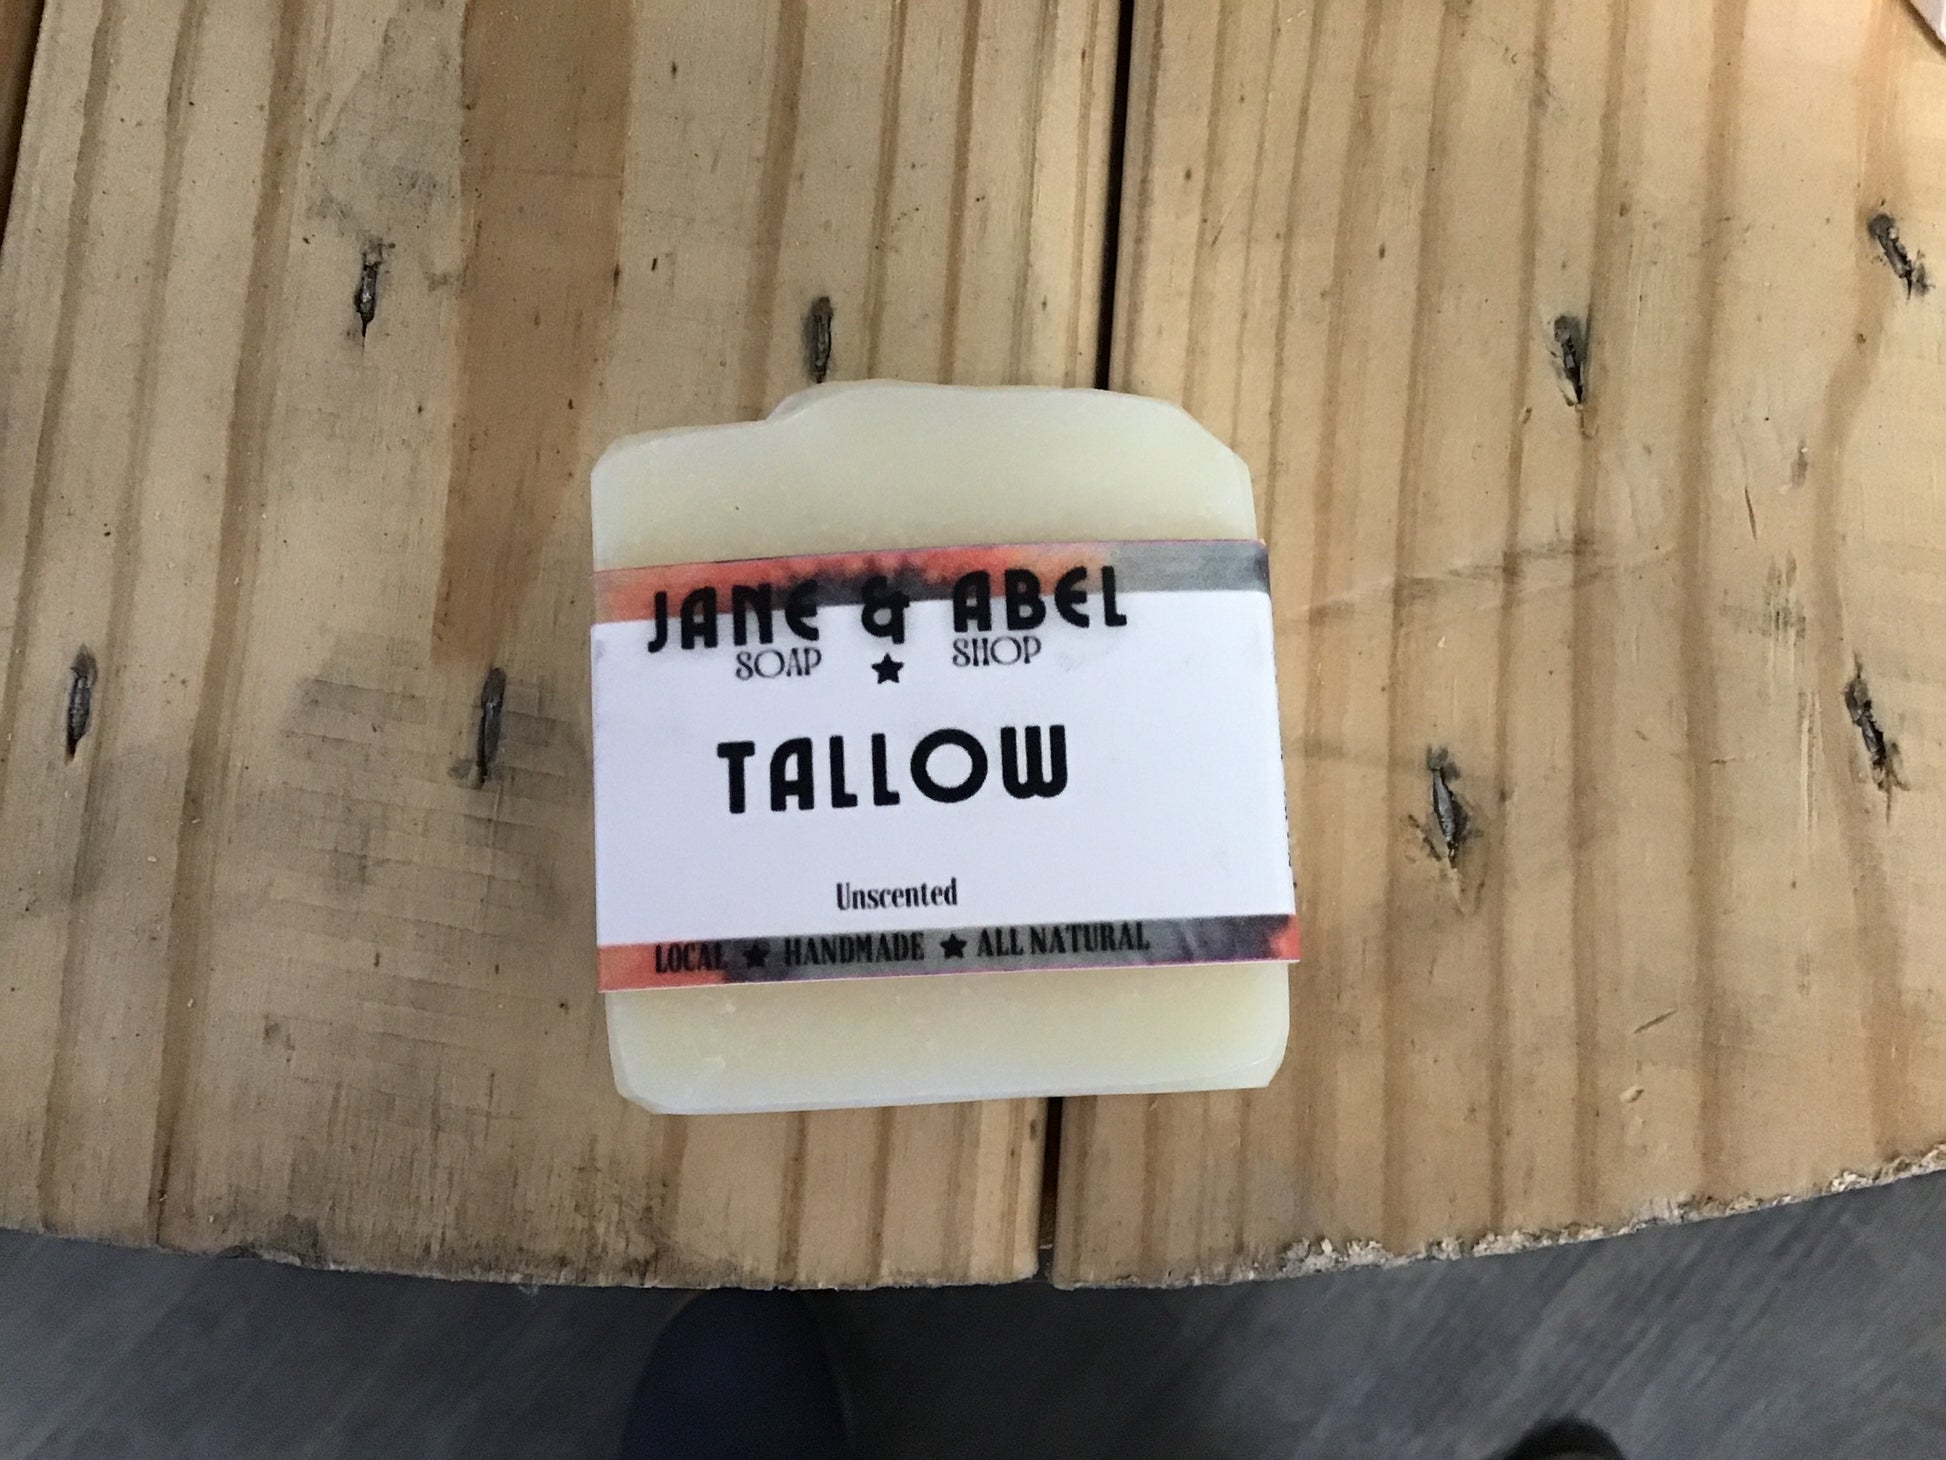 JANE & ABEL
SOAP ★ SHOP
TALLOW
Unscented
LOCAL ★ HANDMADE ★ ALL NATURAL